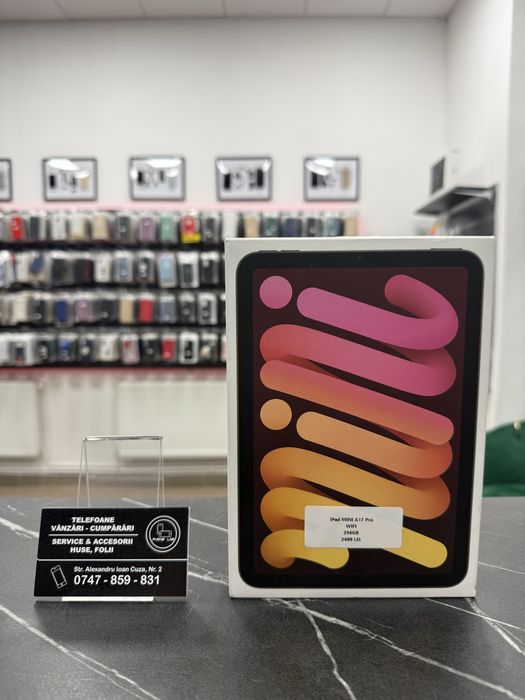 TELEFOANE
VÂNZĂRI - CUMPĂRĂRI
SERVICE & ACCESORII
HUSE, FOLII
Str. Alexandru Ioan Cuza, Nr. 2
0747 - 859 - 831
iPad MINI A17 Pro
WIFI
256GB
2499 LEI